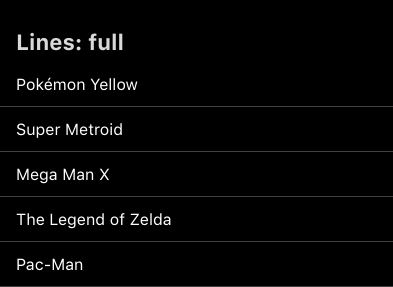 Lines: full
Pokémon Yellow
Super Metroid
Mega Man X
The Legend of Zelda
Pac-Man